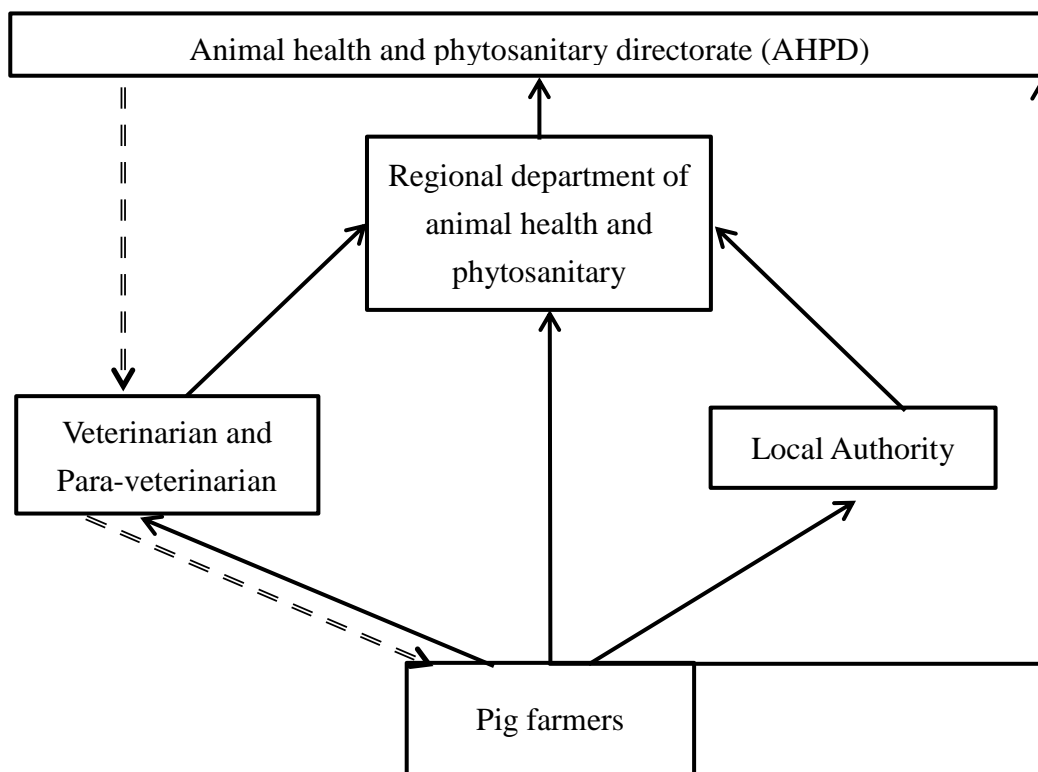 Animal health and phytosanitary directorate (AHPD)
Regional department of
animal health and
phytosanitary
Veterinarian and
Para-veterinarian
Local Authority
Pig farmers